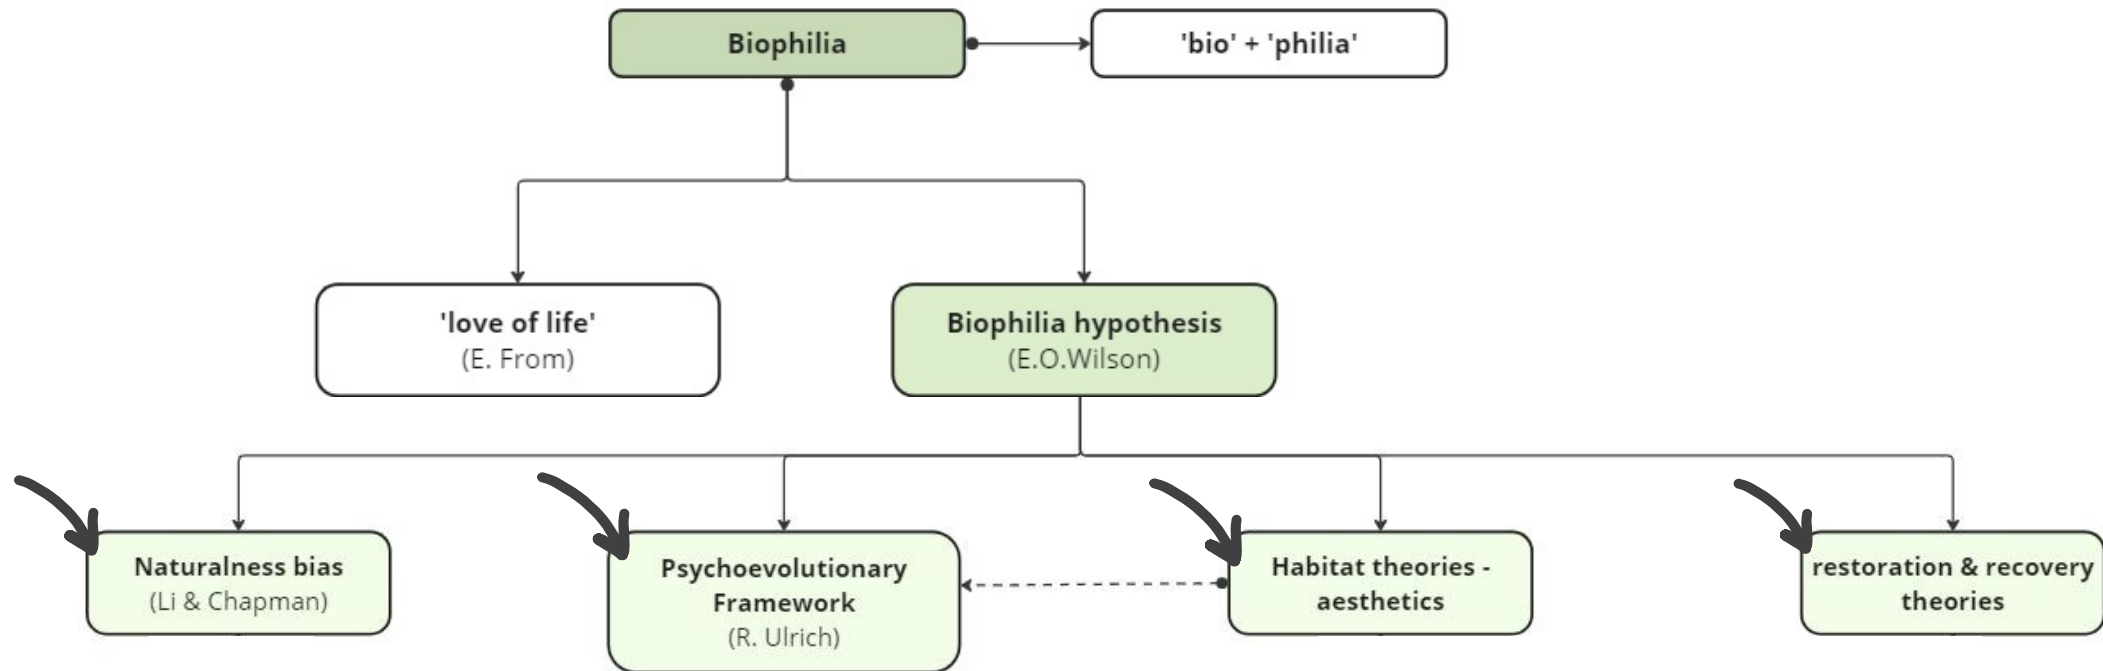 Biophilia
'bio' + 'philia'
'love of life'
(E. From)
Biophilia hypothesis
(E.O.Wilson)
Naturalness bias
(Li & Chapman)
Psychoevolutionary
Framework
(R. Ulrich)
Habitat theories -
aesthetics
restoration & recovery
theories